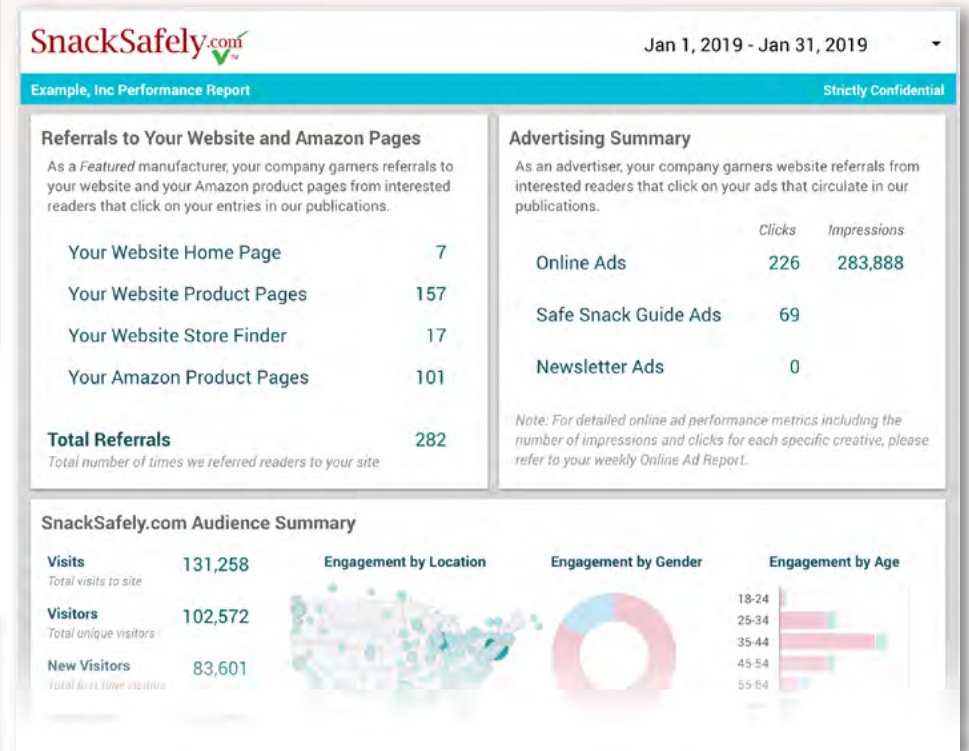 SnackSafely.com
TM
Jan 1, 2019 - Jan 31, 2019
Example, Inc Performance Report
Strictly Confidential
Referrals to Your Website and Amazon Pages
As a Featured manufacturer, your company garners referrals to
your website and your Amazon product pages from interested
readers that click on your entries in our publications.
Your Website Home Page 7
Your Website Product Pages 157
Your Website Store Finder 17
Your Amazon Product Pages 101
Total Referrals 282
Total number of times we referred readers to your site
Advertising Summary
As an advertiser, your company garners website referrals from
interested readers that click on your ads that circulate in our
publications.
Clicks Impressions
Online Ads 226 283,888
Safe Snack Guide Ads 69
Newsletter Ads 0
Note: For detailed online ad performance metrics including the
number of impressions and clicks for each specific creative, please
refer to your weekly Online Ad Report.
SnackSafely.com Audience Summary
Visits 131,258
Total visits to site
Visitors 102,572
Total unique visitors
New Visitors 83,601
Total first time visitors
Engagement by Location
Engagement by Gender
Engagement by Age
18-24
25-34
35-44
45-54
55-64